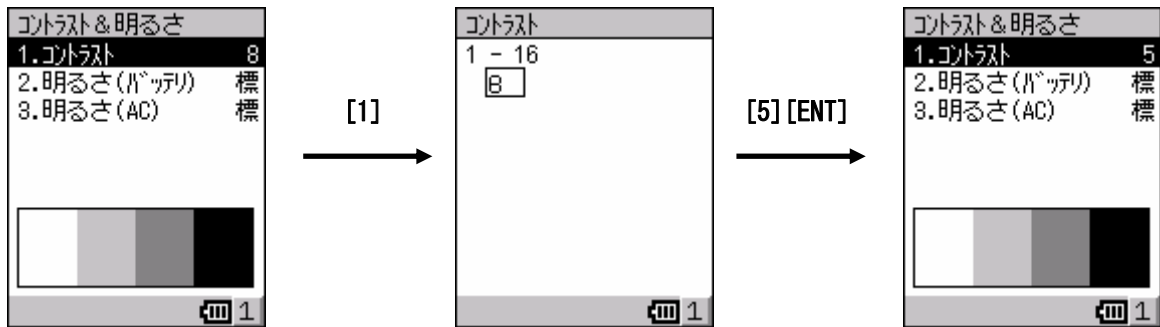 コントラスト&明るさ
1.コントラスト 8
2.明るさ(バッテリ) 標
3.明るさ(AC) 標
1
[1]
コントラスト
1 - 16
8
1
[5][ENT]
コントラスト&明るさ
1.コントラスト 5
2.明るさ(バッテリ) 標
3.明るさ(AC) 標
1